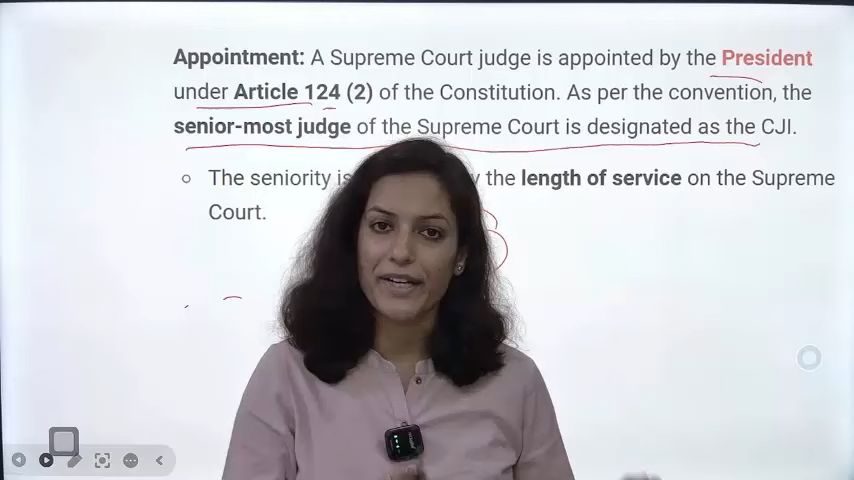 Appointment: A Supreme Court judge is appointed by the President
under Article 124 (2) of the Constitution. As per the convention, the
senior-most judge of the Supreme Court is designated as the CJI.
The seniority is the length of service on the Supreme
Court.